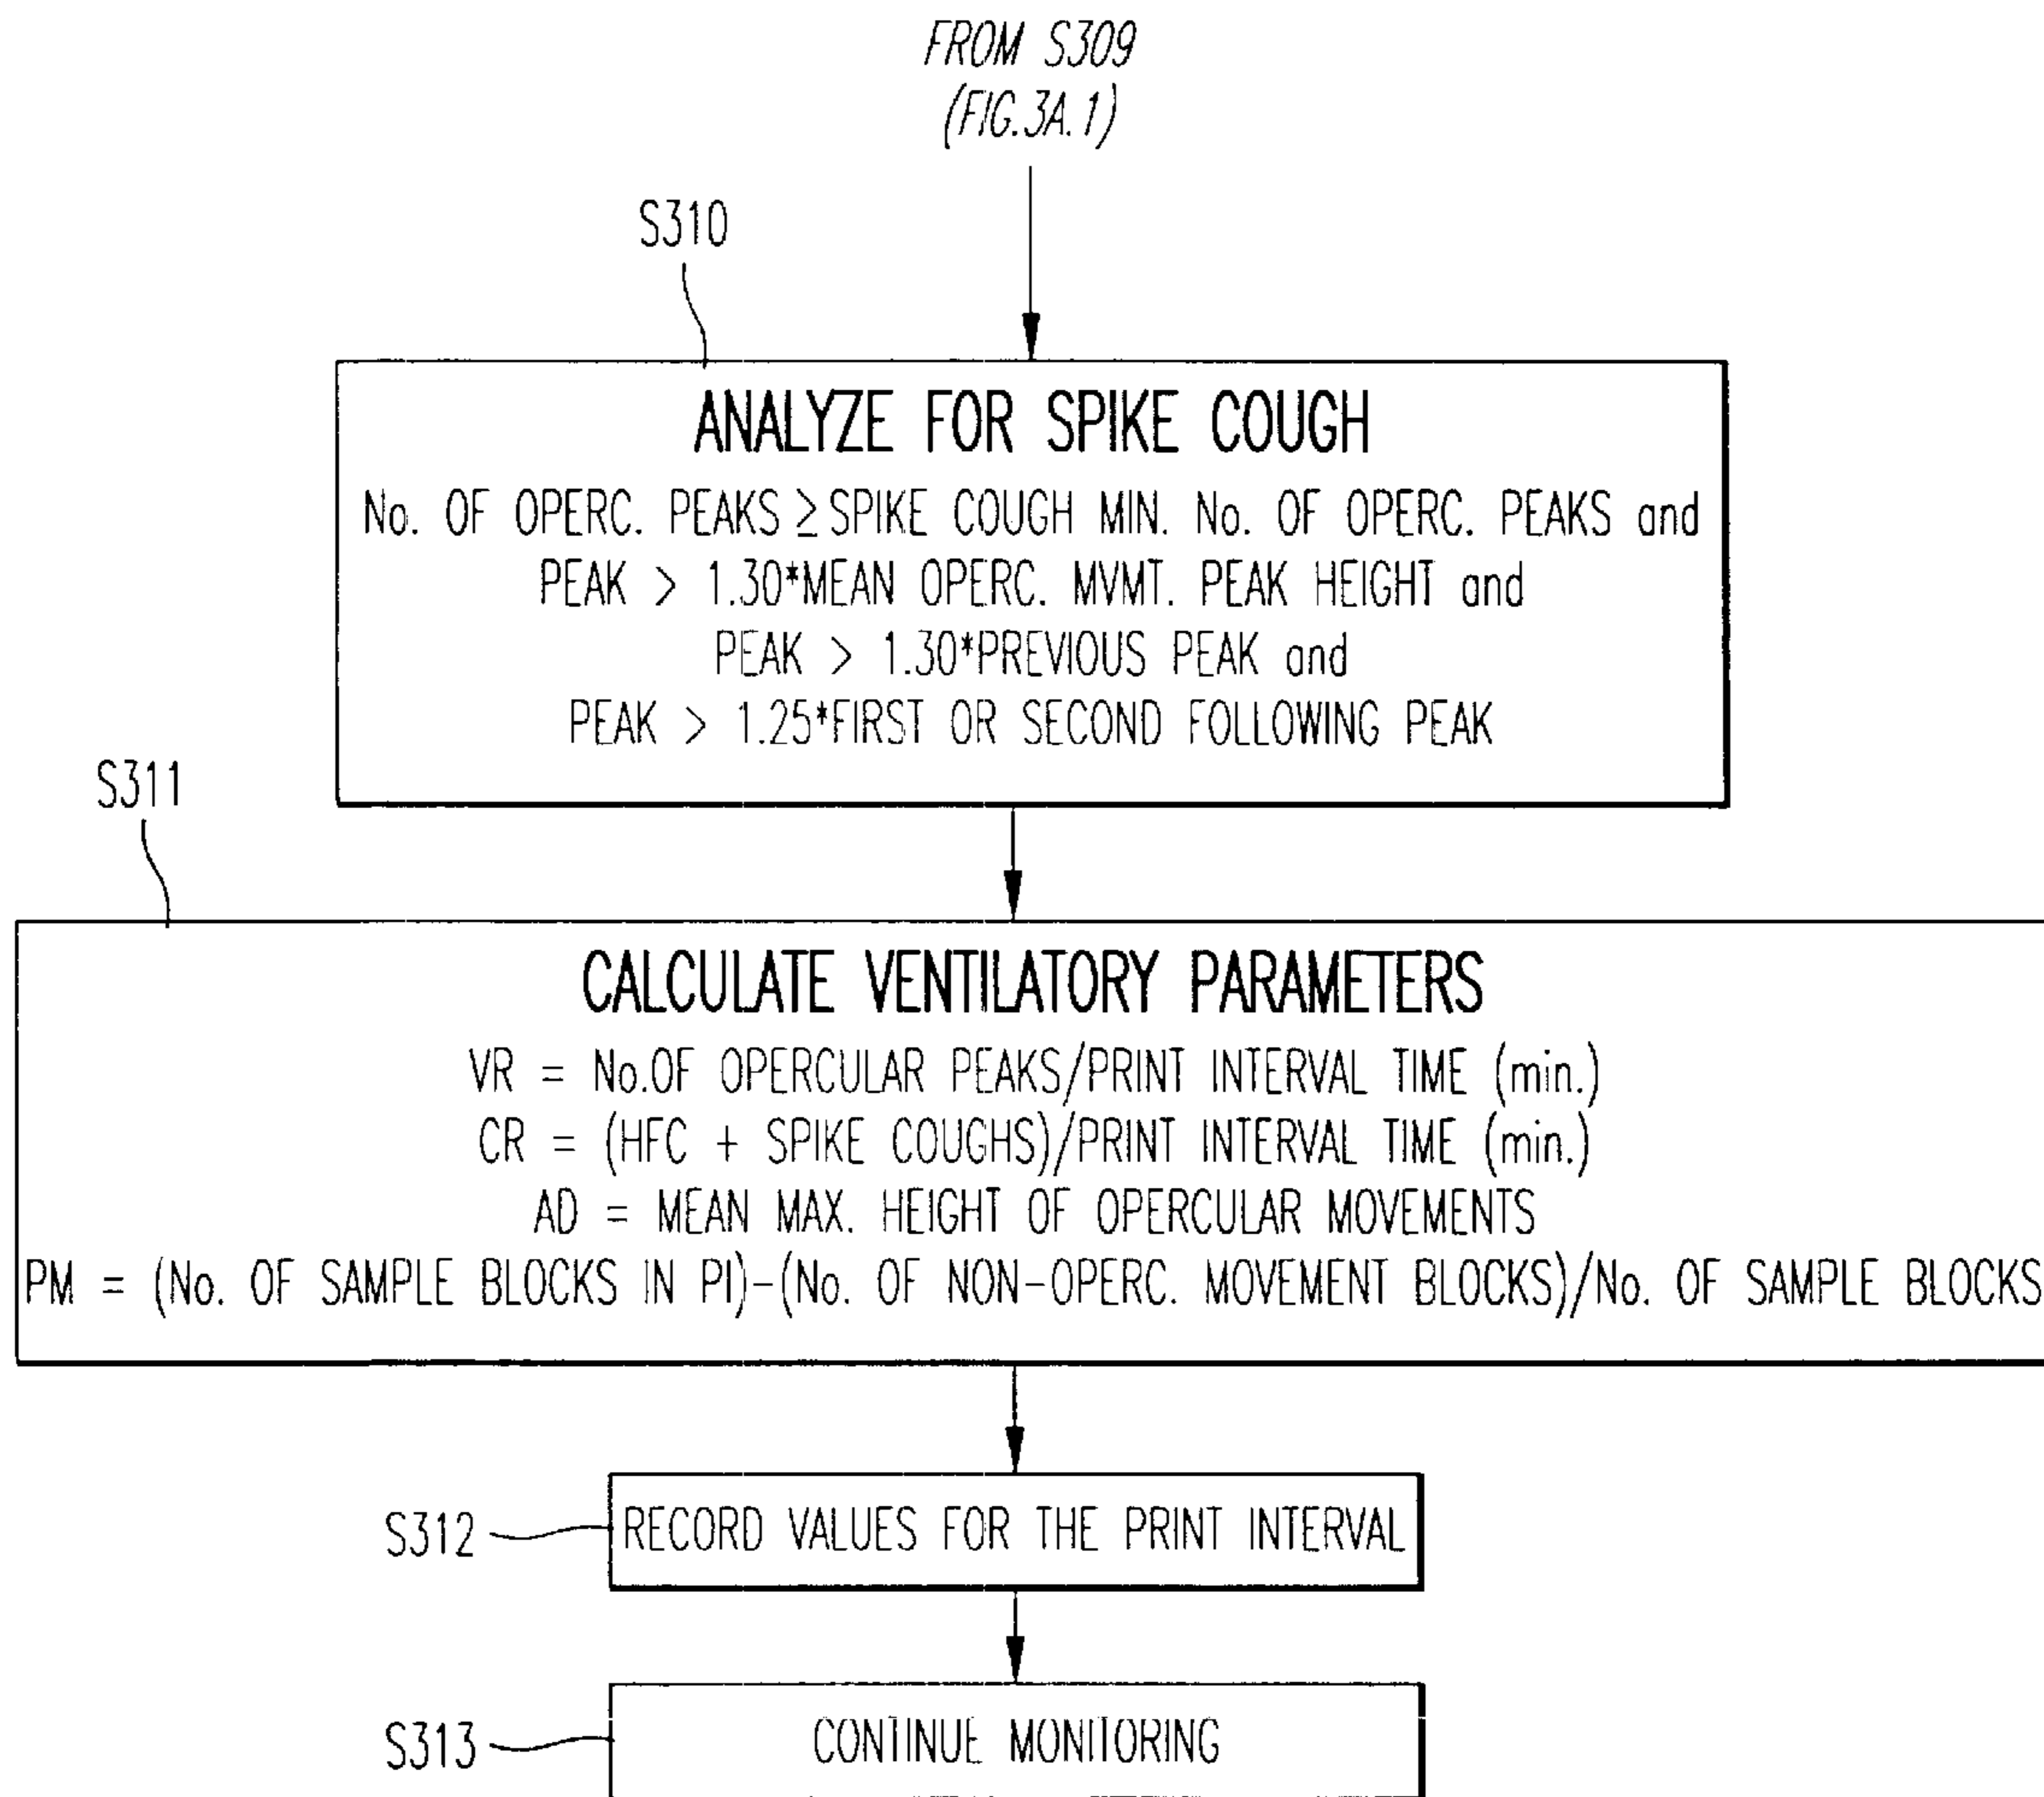 FROM S309
(FIG.3A.1)
S310
ANALYZE FOR SPIKE COUGH
No. OF OPERC. PEAKS ≥ SPIKE COUGH MIN. No. OF OPERC. PEAKS and
PEAK > 1.30*MEAN OPERC. MVMT. PEAK HEIGHT and
PEAK > 1.30*PREVIOUS PEAK and
PEAK > 1.25*FIRST OR SECOND FOLLOWING PEAK
S311
CALCULATE VENTILATORY PARAMETERS
VR = No.OF OPERCULAR PEAKS/PRINT INTERVAL TIME (min.)
CR = (HFC + SPIKE COUGHS)/PRINT INTERVAL TIME (min.)
AD = MEAN MAX. HEIGHT OF OPERCULAR MOVEMENTS
PM = (No. OF SAMPLE BLOCKS IN PI)-(No. OF NON-OPERC. MOVEMENT BLOCKS)/No. OF SAMPLE BLOCKS
S312
RECORD VALUES FOR THE PRINT INTERVAL
S313
CONTINUE MONITORING